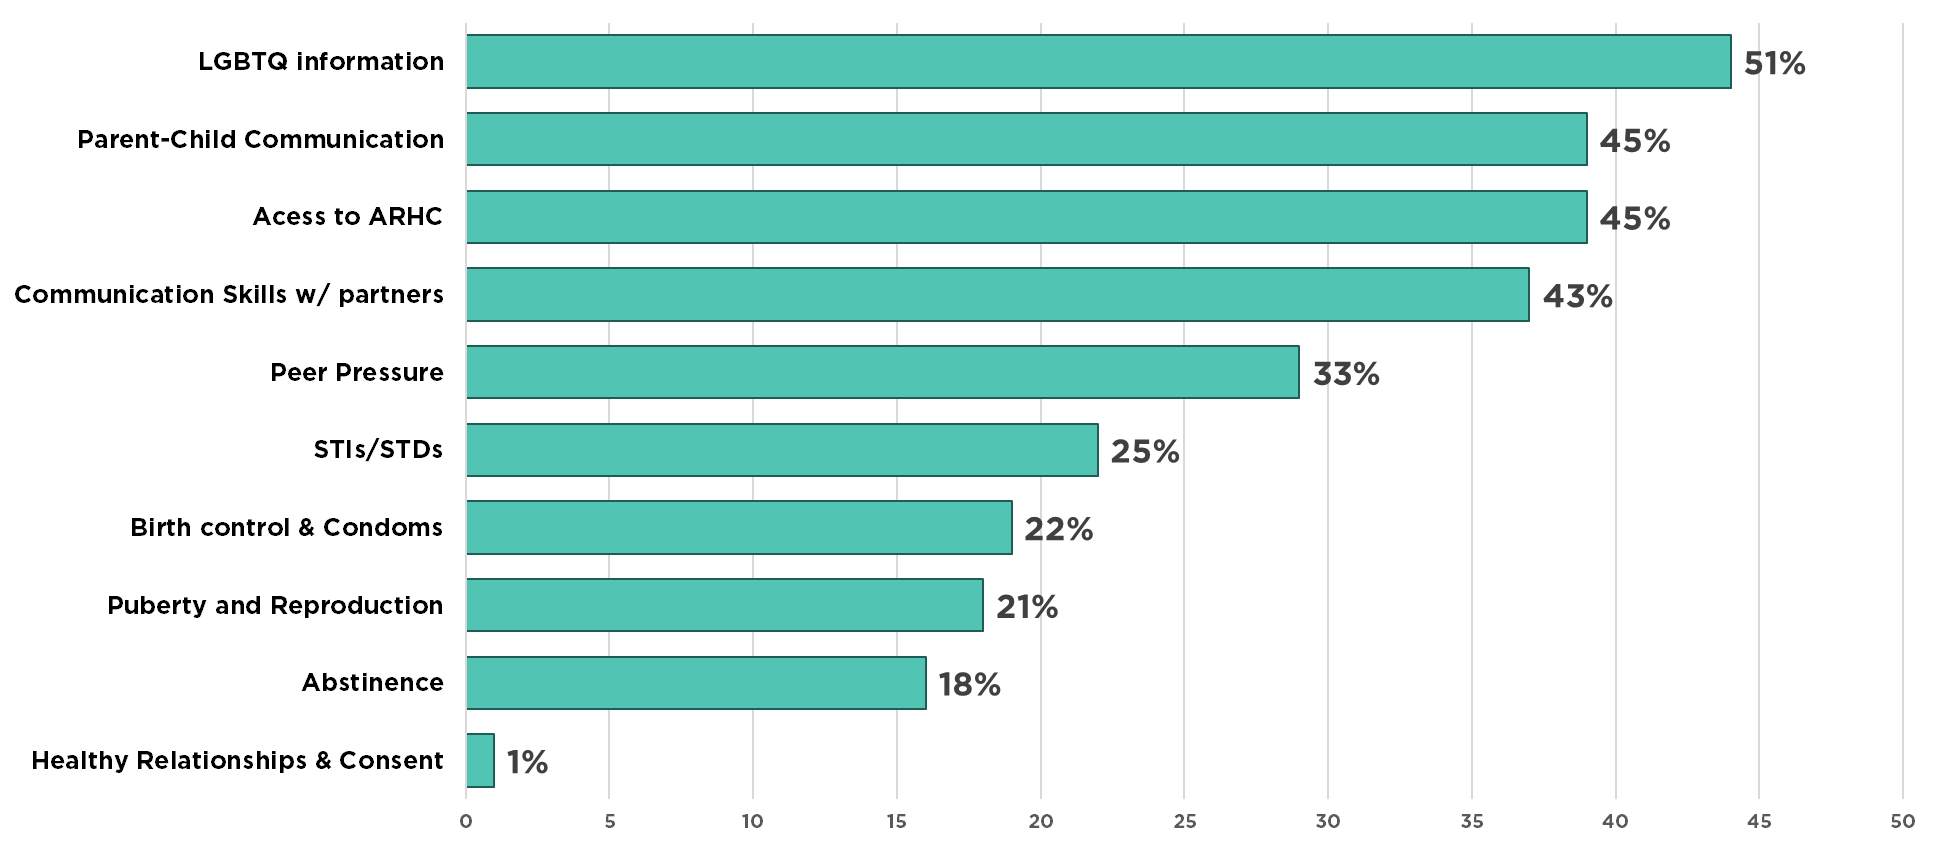 LGBTQ information 51%
Parent-Child Communication 45%
Acess to ARHC 45%
Communication Skills w/ partners 43%
Peer Pressure 33%
STIs/STDs 25%
Birth control & Condoms 22%
Puberty and Reproduction 21%
Abstinence 18%
Healthy Relationships & Consent 1%
0 5 10 15 20 25 30 35 40 45 50